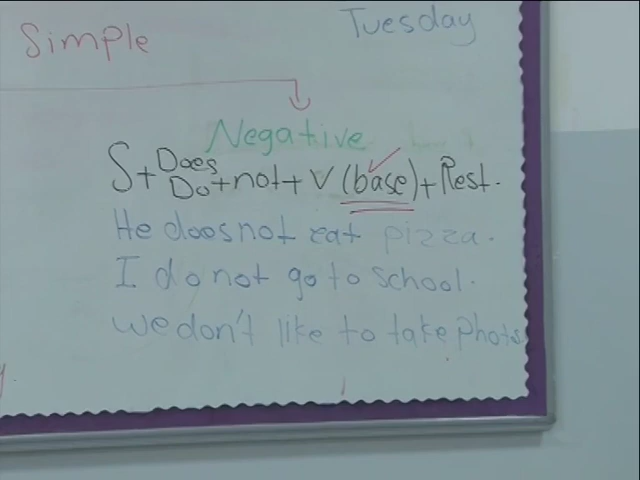 Simple
Tuesday
Negative
S + Does
Do + not + V (base) + Rest.
He does not eat pizza.
I do not go to school.
we don't like to take photos